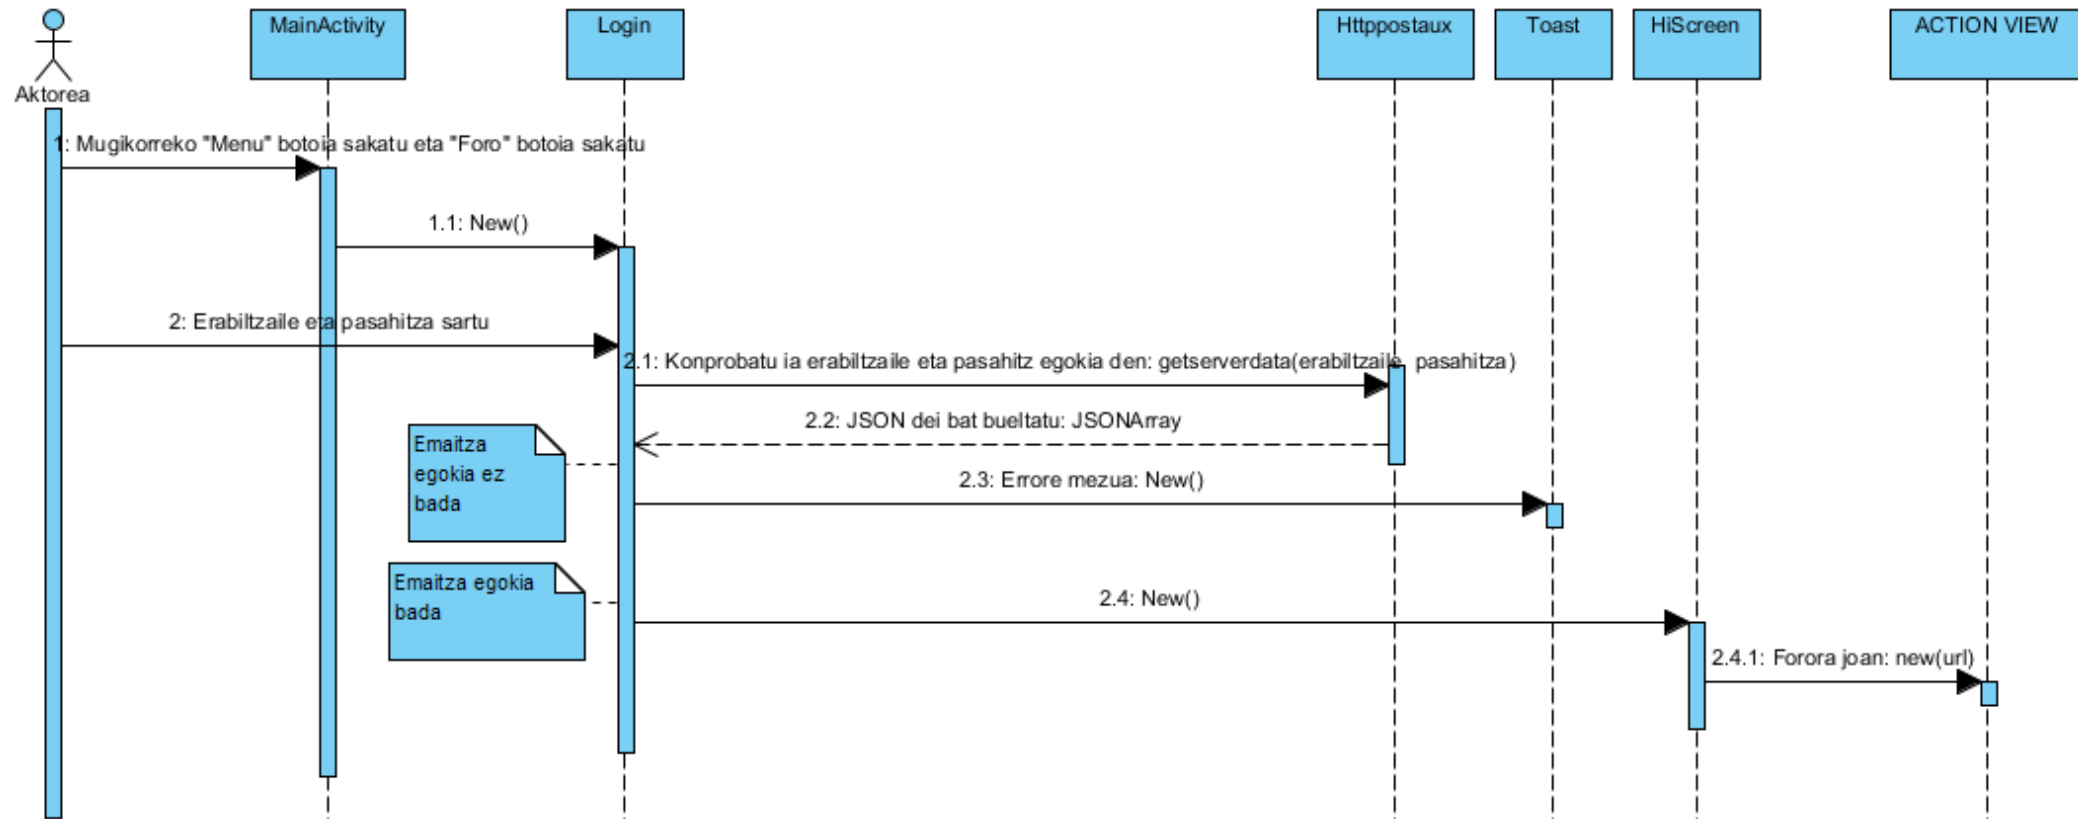 MainActivity
Login
Httppostaux
Toast
HiScreen
ACTION VIEW
Aktorea
1: Mugikorreko "Menu" botoia sakatu eta "Foro" botoia sakatu
1.1: New()
2: Erabiltzaile eta pasahitza sartu
2.1: Konprobatu ia erabiltzaile eta pasahitz egokia den: getserverdata(erabiltzaile, pasahitza)
2.2: JSON dei bat bueltatu: JSONArray
Emaitza
egokia ez
bada
2.3: Errore mezua: New()
Emaitza egokia
bada
2.4: New()
2.4.1: Forora joan: new(url)